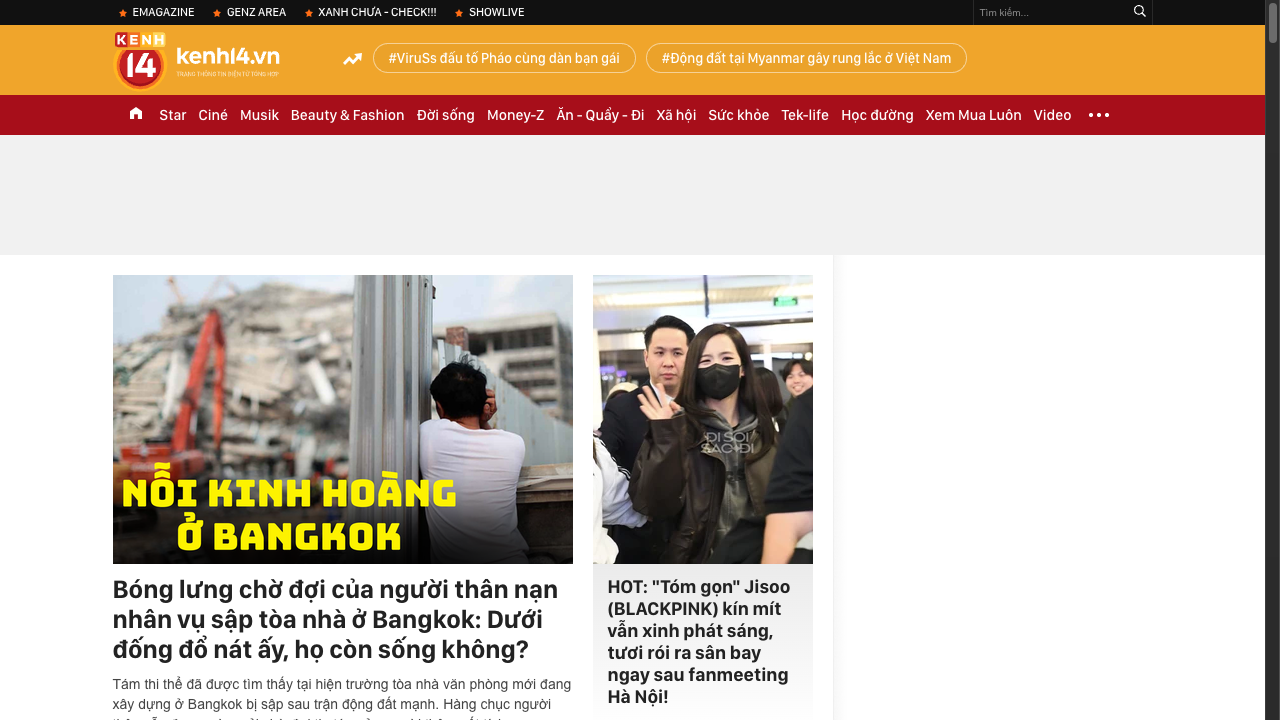 EMAGAZINE GENZ AREA XANH CHƯA - CHECK!!! SHOWLIVE Tìm kiếm...
KENH 14
kenh14.vn
TRANG THÔNG TIN ĐIỆN TỬ TỔNG HỢP
#ViruSs đấu tố Pháo cùng dàn bạn gái #Động đất tại Myanmar gây rung lắc ở Việt Nam
Star Ciné Musik Beauty & Fashion Đời sống Money-Z Ăn - Quẩy - Đi Xã hội Sức khỏe Tek-life Học đường Xem Mua Luôn Video
NỖI KINH HOÀNG
Ở BANGKOK
ĐI SOI
SAO ĐI
Bóng lưng chờ đợi của người thân nạn
nhân vụ sập tòa nhà ở Bangkok: Dưới
đống đổ nát ấy, họ còn sống không?
Tám thi thể đã được tìm thấy tại hiện trường tòa nhà văn phòng mới đang
xây dựng ở Bangkok bị sập sau trận động đất mạnh. Hàng chục người
HOT: "Tóm gọn" Jisoo
(BLACKPINK) kín mít
vẫn xinh phát sáng,
tươi rói ra sân bay
ngay sau fanmeeting
Hà Nội!